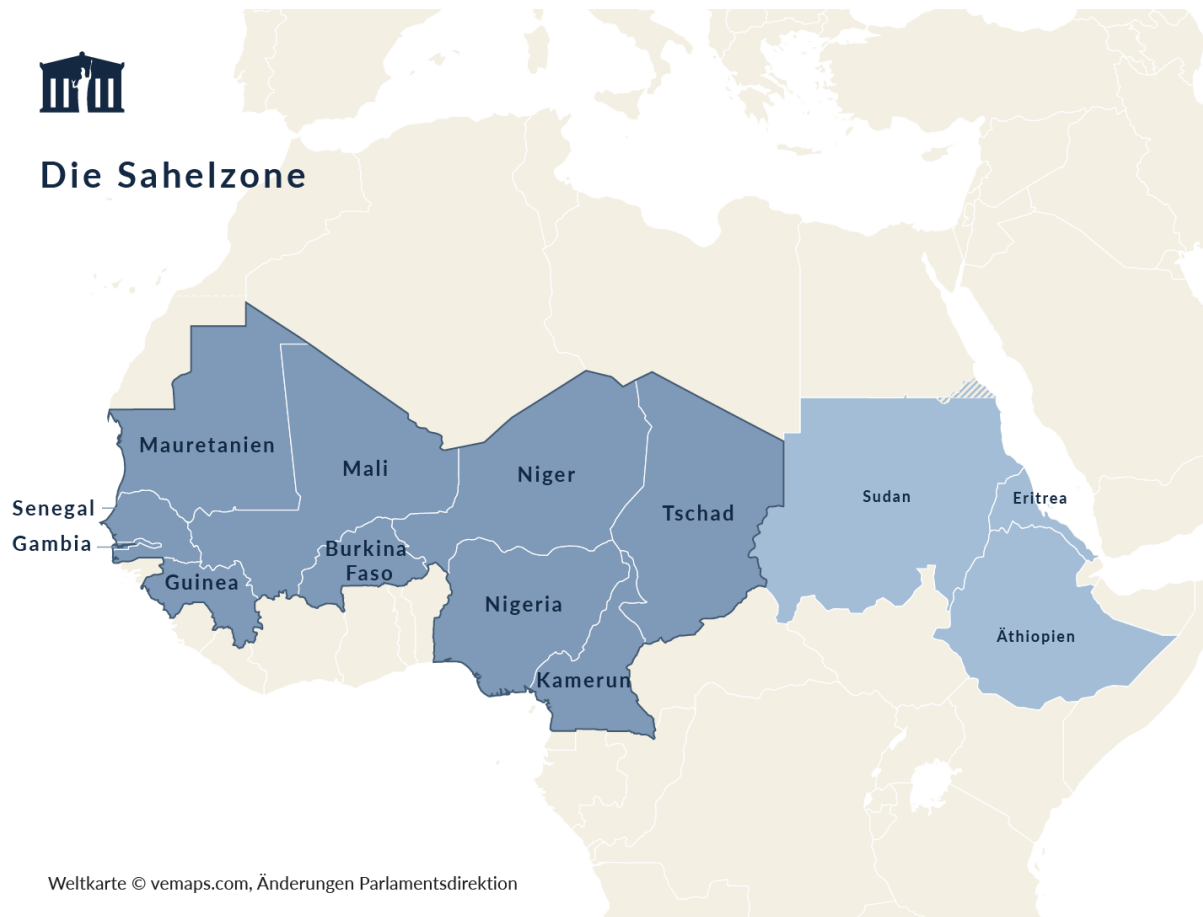 Die Sahelzone
Mauretanien
Mali
Niger
Tschad
Sudan
Eritrea
Senegal
Gambia
Burkina
Faso
Guinea
Nigeria
Äthiopien
Kamerun
Weltkarte © vemaps.com, Änderungen Parlamentsdirektion